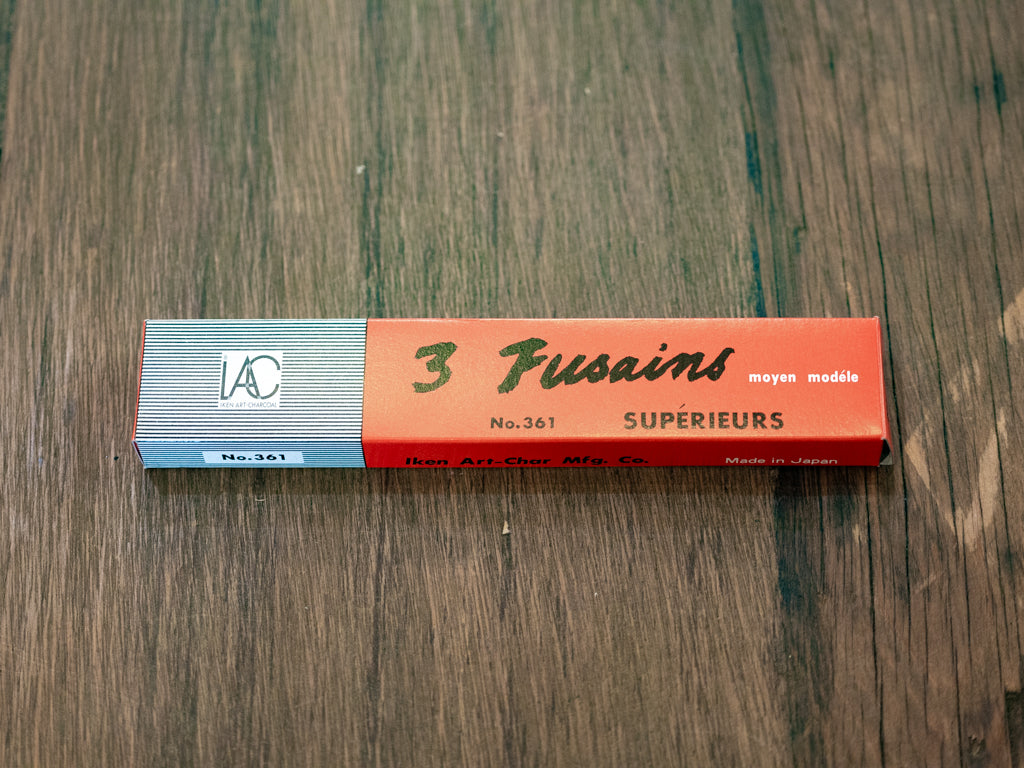 IAC
IKEN ART-CHARCOAL
No.361
3 Fusains moyen modéle
No.361 SUPÉRIEURS
Iken Art-Char Mfg. Co. Made in Japan